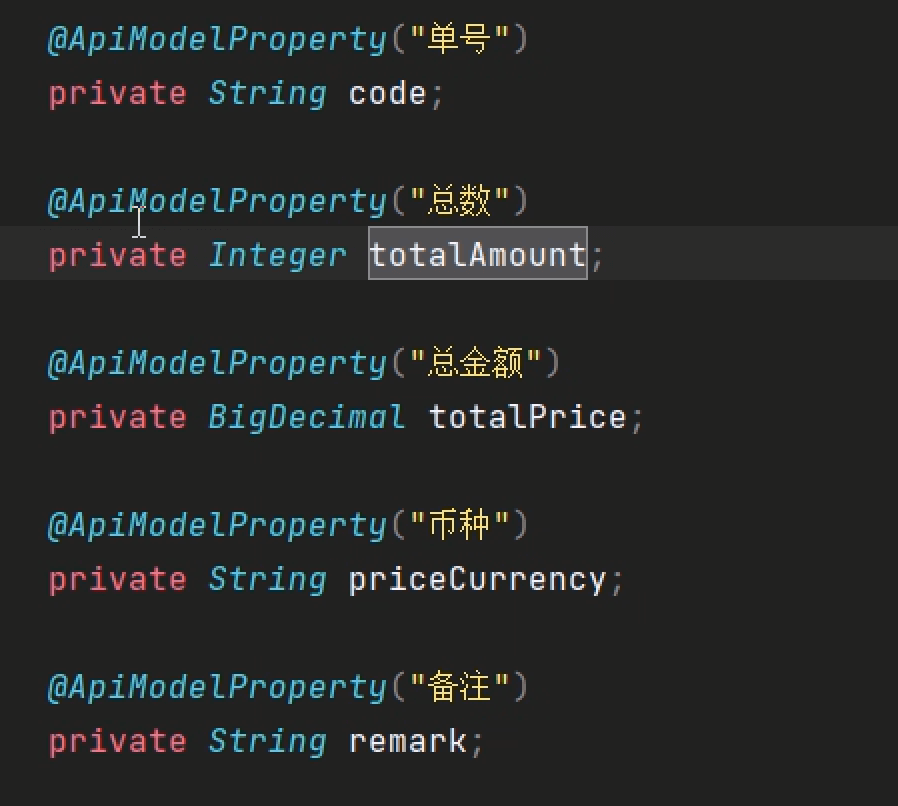 @ApiModelProperty("单号")
private String code;
@ApiModelProperty("总数")
private Integer totalAmount;
@ApiModelProperty("总金额")
private BigDecimal totalPrice;
@ApiModelProperty("币种")
private String priceCurrency;
@ApiModelProperty("备注")
private String remark;